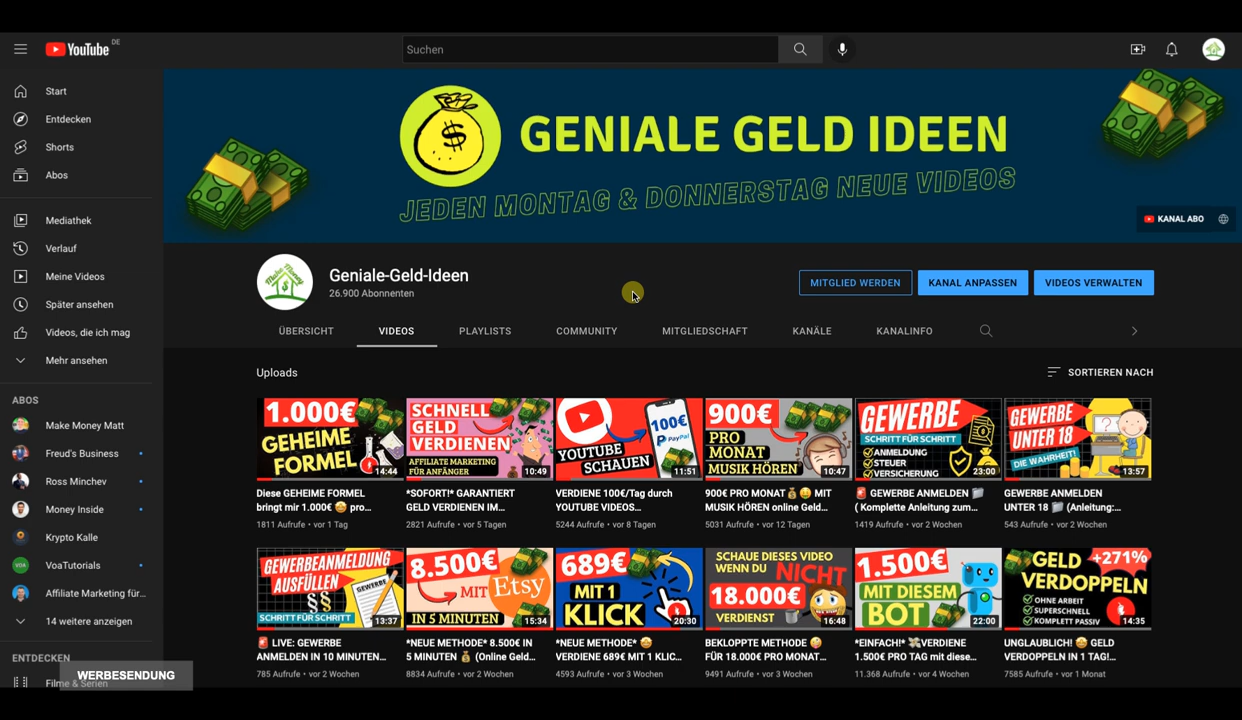 YouTube DE
Suchen
Start
Entdecken
Shorts
Abos
Mediathek
Verlauf
Meine Videos
Später ansehen
Videos, die ich mag
Mehr ansehen
ABOS
Make Money Matt
Freud's Business
Ross Minchev
Money Inside
Krypto Kalle
VOA VoaTutorials
Affiliate Marketing für...
14 weitere anzeigen
ENTDECKEN
Filme & Serien
WERBESENDUNG
GENIALE GELD IDEEN
JEDEN MONTAG & DONNERSTAG NEUE VIDEOS
KANAL ABO
Make Money
Geniale-Geld-Ideen
26.900 Abonnenten
MITGLIED WERDEN
KANAL ANPASSEN
VIDEOS VERWALTEN
ÜBERSICHT
VIDEOS
PLAYLISTS
COMMUNITY
MITGLIEDSCHAFT
KANÄLE
KANALINFO
Uploads
SORTIEREN NACH
1.000€
GEHEIME
FORMEL
14:44
Diese GEHEIME FORMEL
bringt mir 1.000€ 🤩 pro...
1811 Aufrufe • vor 1 Tag
SCHNELL
GELD
VERDIENEN
AFFILIATE MARKETING
FÜR ANFÄNGER
10:49
*SOFORT!* GARANTIERT
GELD VERDIENEN IM...
2821 Aufrufe • vor 5 Tagen
100€
PayPal
YOUTUBE
SCHAUEN
11:51
VERDIENE 100€/Tag durch
YOUTUBE VIDEOS...
5244 Aufrufe • vor 8 Tagen
900€
PRO
MONAT
MUSIK HÖREN
10:47
900€ PRO MONAT💰🤑 MIT
MUSIK HÖREN online Geld...
5031 Aufrufe • vor 12 Tagen
GEWERBE
SCHRITT FÜR SCHRITT
ANMELDUNG
STEUER
VERSICHERUNG
23:00
🚨 GEWERBE ANMELDEN 📁
( Komplette Anleitung zum...
1419 Aufrufe • vor 2 Wochen
GEWERBE
UNTER 18
DIE WAHRHEIT!
13:57
GEWERBE ANMELDEN
UNTER 18 📁 (Anleitung:...
543 Aufrufe • vor 2 Wochen
GEWERBEANMELDUNG
AUSFÜLLEN
§§
GEWERBE
SCHRITT FÜR SCHRITT
13:37
🚨 LIVE: GEWERBE
ANMELDEN IN 10 MINUTEN...
785 Aufrufe • vor 2 Wochen
8.500€
MIT Etsy
IN 5 MINUTEN
15:34
*NEUE METHODE* 8.500€ IN
5 MINUTEN 💰 (Online Geld...
8834 Aufrufe • vor 2 Wochen
689€
MIT 1
KLICK
20:30
*NEUE METHODE* 🤩
VERDIENE 689€ MIT 1 KLIC...
4593 Aufrufe • vor 3 Wochen
SCHAUE DIESES VIDEO
WENN DU NICHT
18.000€
VERDIENST
16:48
BEKLOPPTE METHODE 🤪
FÜR 18.000€ PRO MONAT...
9491 Aufrufe • vor 3 Wochen
1.500€
MIT DIESEM
BOT
22:00
*EINFACH!* 💸VERDIENE
1.500€ PRO TAG mit diese...
11.368 Aufrufe • vor 4 Wochen
GELD +271%
VERDOPPELN
OHNE ARBEIT
SUPERSCHNELL
KOMPLETT PASSIV
14:35
UNGLAUBLICH! 🤩 GELD
VERDOPPELN IN 1 TAG!...
7585 Aufrufe • vor 1 Monat